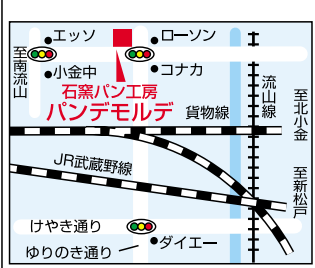 エッソ
ローソン
至南流山
小金中
コナカ
石窯パン工房
パンデモルデ
貨物線
流山線
至北小金
JR武蔵野線
至新松戸
けやき通り
ゆりのき通り
ダイエー